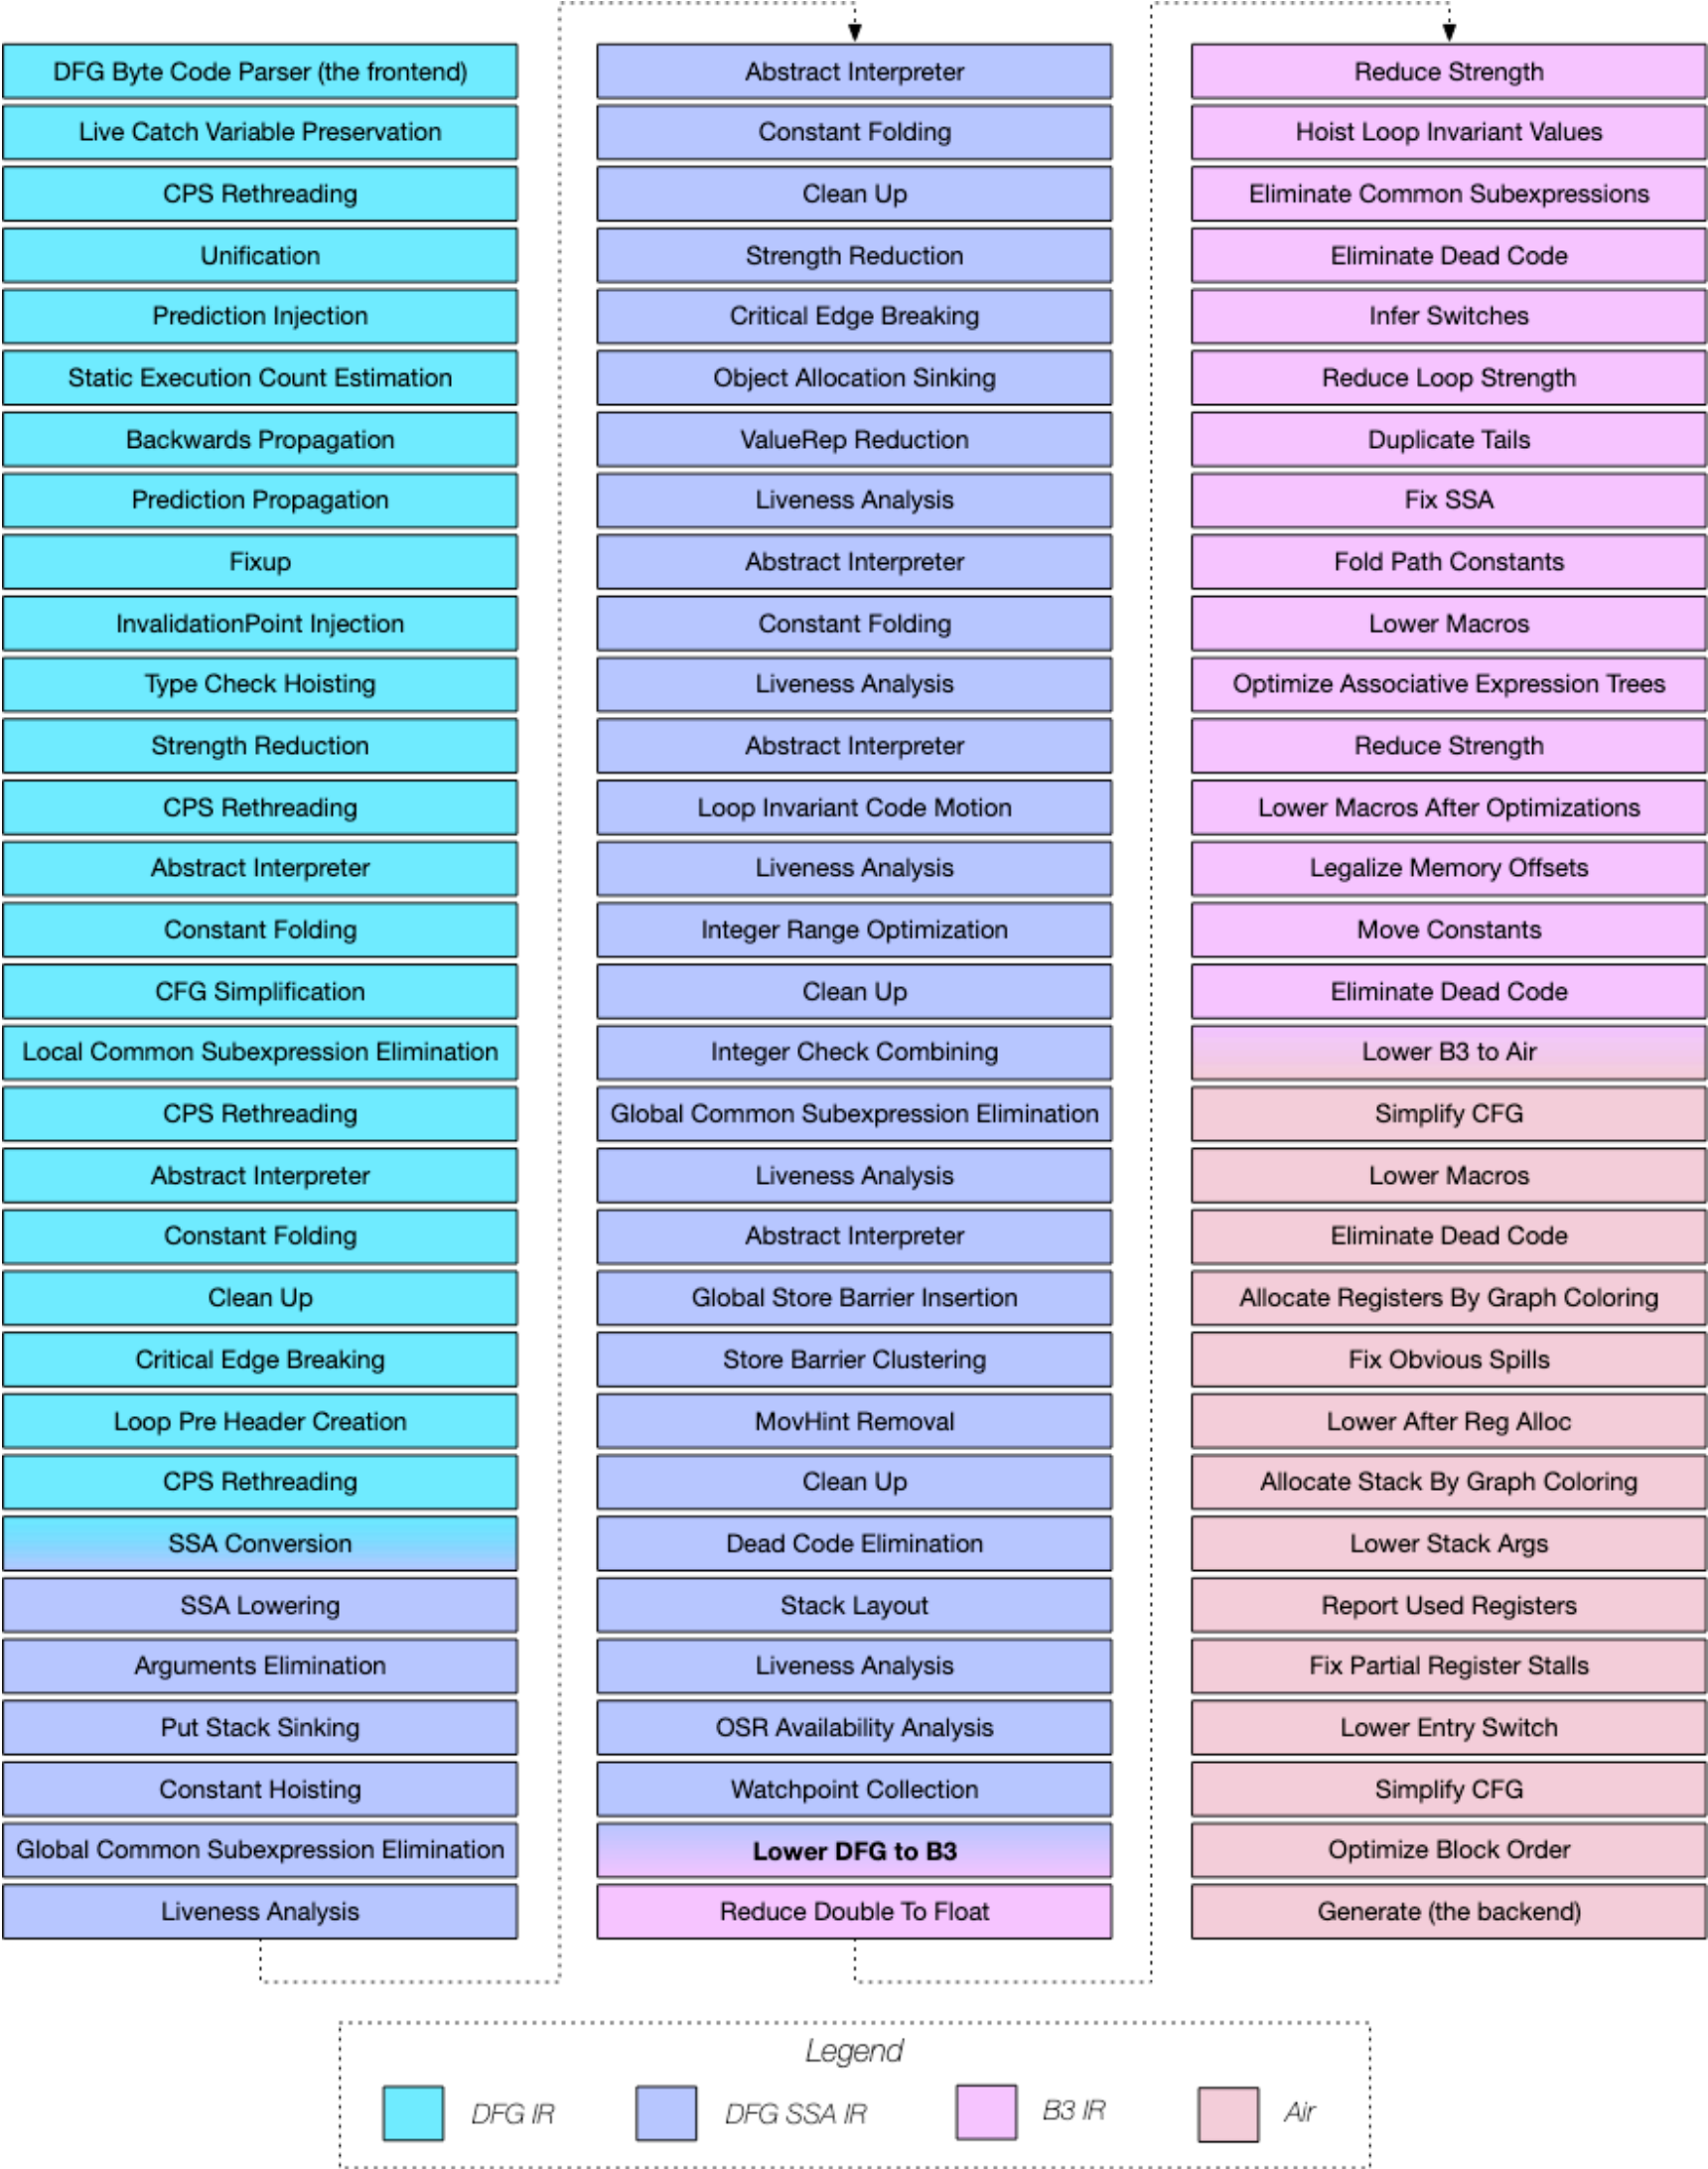 DFG Byte Code Parser (the frontend)
Live Catch Variable Preservation
CPS Rethreading
Unification
Prediction Injection
Static Execution Count Estimation
Backwards Propagation
Prediction Propagation
Fixup
InvalidationPoint Injection
Type Check Hoisting
Strength Reduction
CPS Rethreading
Abstract Interpreter
Constant Folding
CFG Simplification
Local Common Subexpression Elimination
CPS Rethreading
Abstract Interpreter
Constant Folding
Clean Up
Critical Edge Breaking
Loop Pre Header Creation
CPS Rethreading
SSA Conversion
SSA Lowering
Arguments Elimination
Put Stack Sinking
Constant Hoisting
Global Common Subexpression Elimination
Liveness Analysis
Abstract Interpreter
Constant Folding
Clean Up
Strength Reduction
Critical Edge Breaking
Object Allocation Sinking
ValueRep Reduction
Liveness Analysis
Abstract Interpreter
Constant Folding
Liveness Analysis
Abstract Interpreter
Loop Invariant Code Motion
Liveness Analysis
Integer Range Optimization
Clean Up
Integer Check Combining
Global Common Subexpression Elimination
Liveness Analysis
Abstract Interpreter
Global Store Barrier Insertion
Store Barrier Clustering
MovHint Removal
Clean Up
Dead Code Elimination
Stack Layout
Liveness Analysis
OSR Availability Analysis
Watchpoint Collection
Lower DFG to B3
Reduce Double To Float
Reduce Strength
Hoist Loop Invariant Values
Eliminate Common Subexpressions
Eliminate Dead Code
Infer Switches
Reduce Loop Strength
Duplicate Tails
Fix SSA
Fold Path Constants
Lower Macros
Optimize Associative Expression Trees
Reduce Strength
Lower Macros After Optimizations
Legalize Memory Offsets
Move Constants
Eliminate Dead Code
Lower B3 to Air
Simplify CFG
Lower Macros
Eliminate Dead Code
Allocate Registers By Graph Coloring
Fix Obvious Spills
Lower After Reg Alloc
Allocate Stack By Graph Coloring
Lower Stack Args
Report Used Registers
Fix Partial Register Stalls
Lower Entry Switch
Simplify CFG
Optimize Block Order
Generate (the backend)
Legend
DFG IR
DFG SSA IR
B3 IR
Air